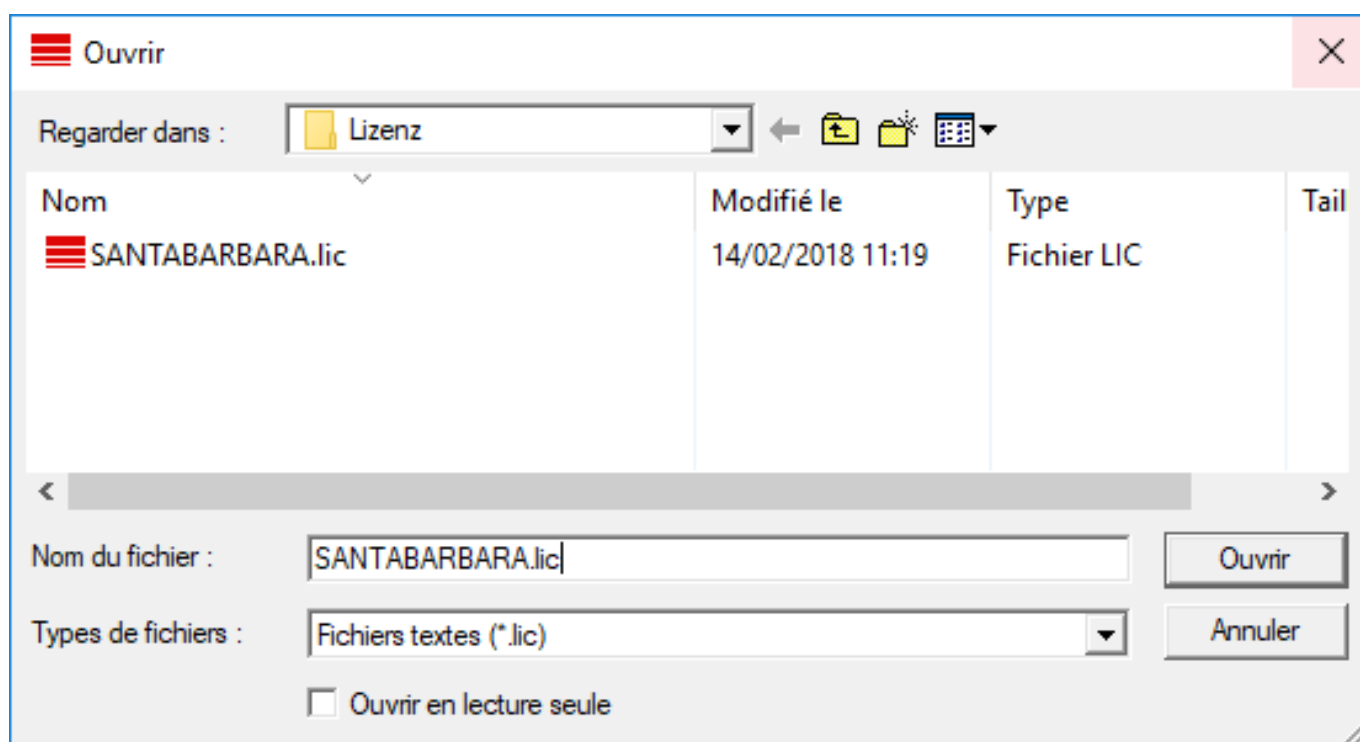 Ouvrir
Regarder dans : Lizenz
Nom Modifié le Type Tail
SANTABARBARA.lic 14/02/2018 11:19 Fichier LIC
Nom du fichier : SANTABARBARA.lic Ouvrir
Types de fichiers : Fichiers textes (*.lic) Annuler
Ouvrir en lecture seule